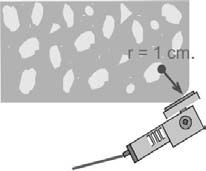 r = 1 cm.